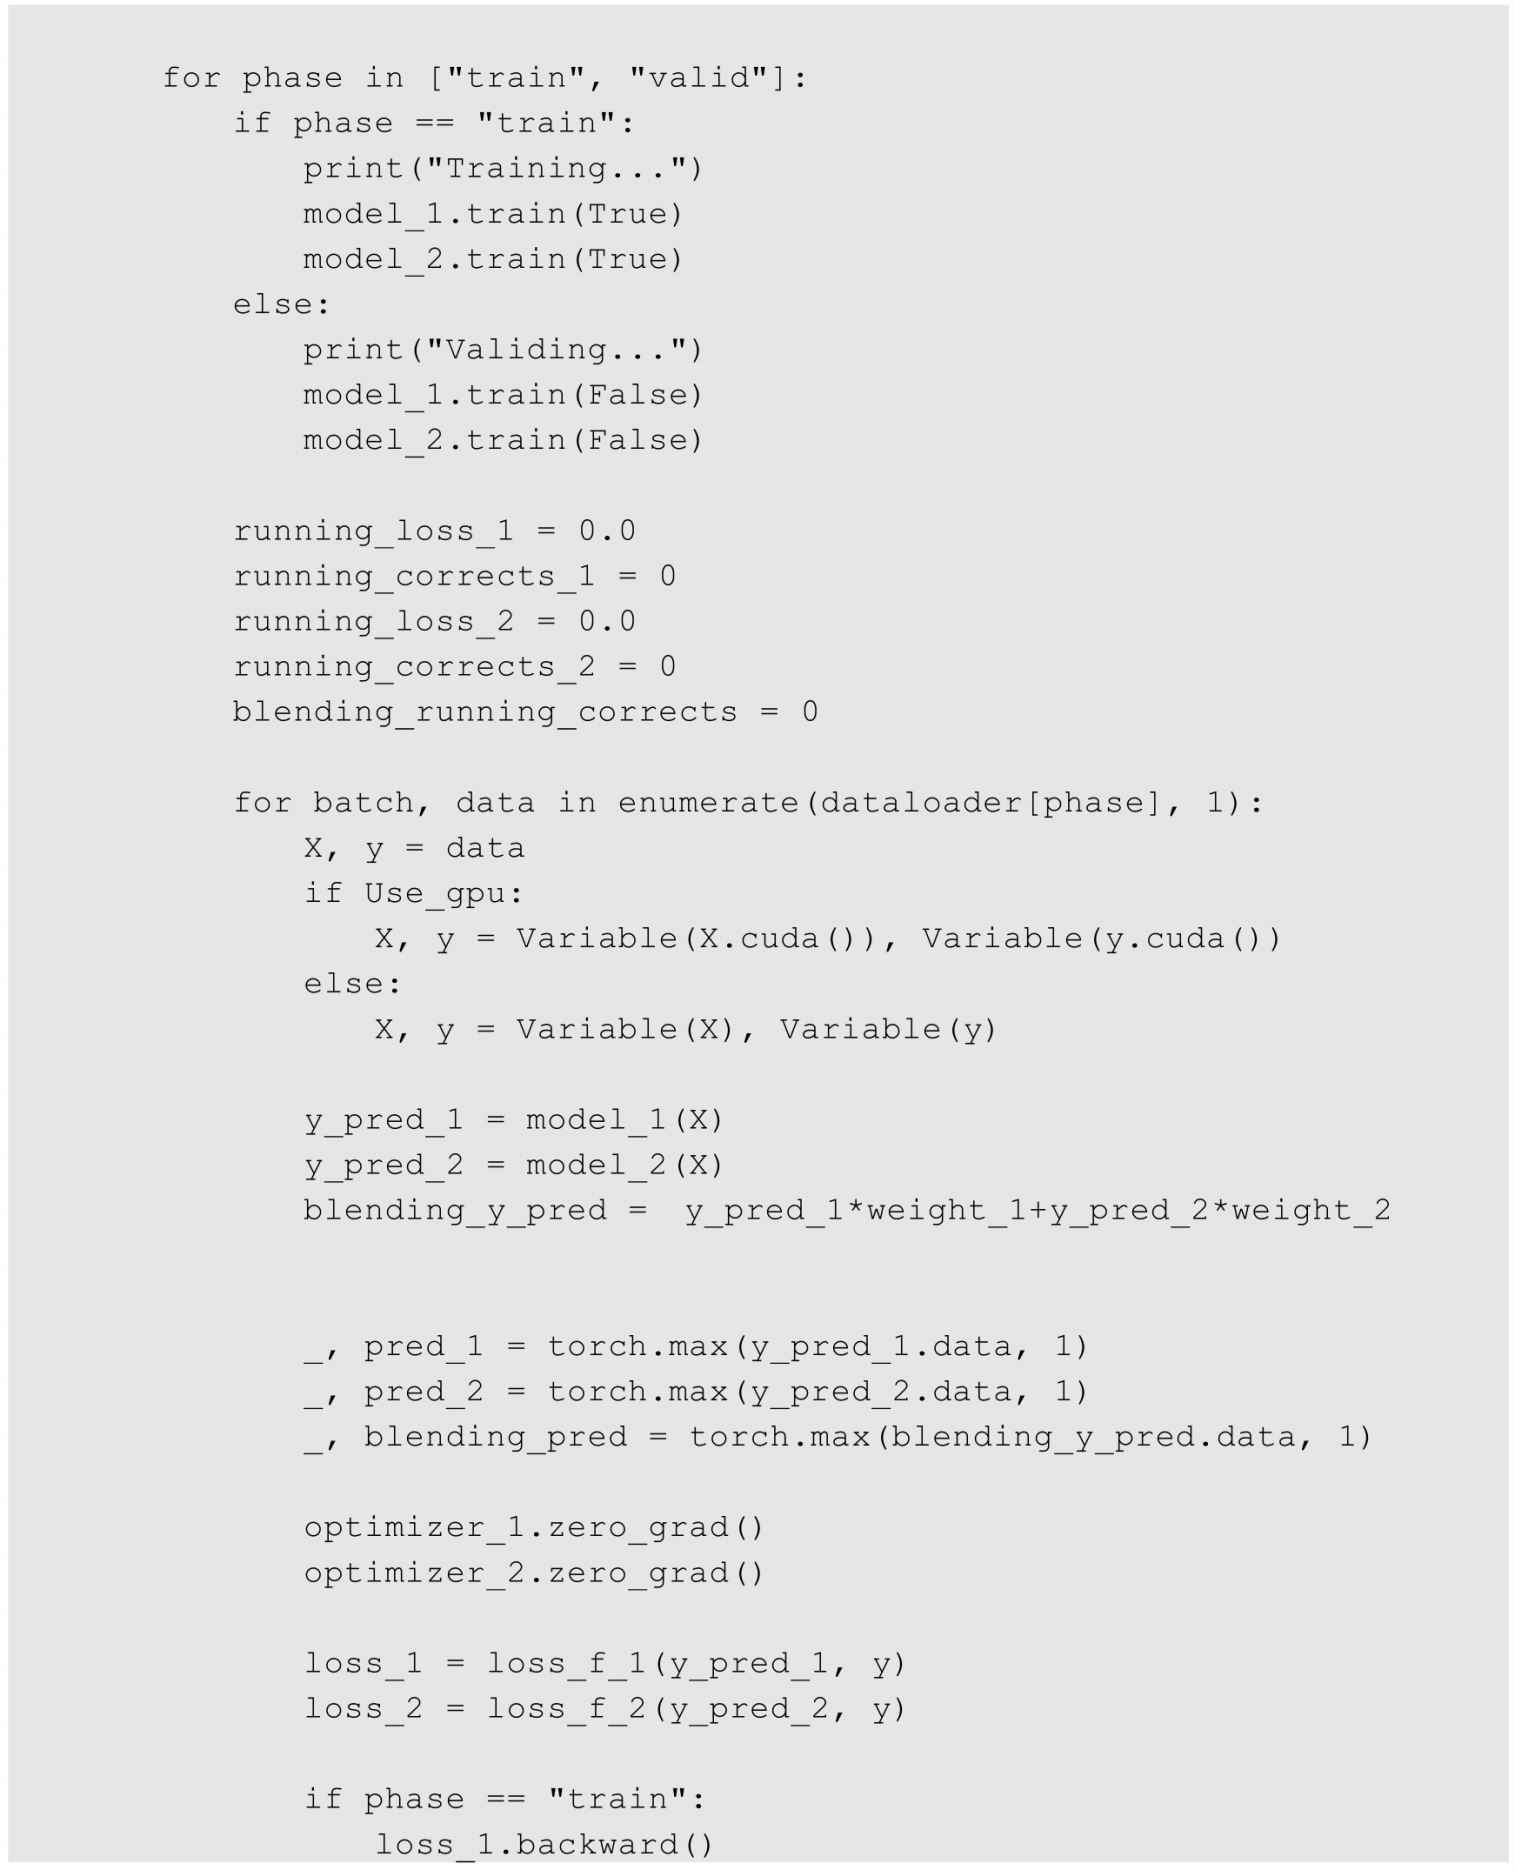 for phase in ["train", "valid"]:
    if phase == "train":
        print("Training...")
        model_1.train(True)
        model_2.train(True)
    else:
        print("Validing...")
        model_1.train(False)
        model_2.train(False)

    running_loss_1 = 0.0
    running_corrects_1 = 0
    running_loss_2 = 0.0
    running_corrects_2 = 0
    blending_running_corrects = 0

    for batch, data in enumerate(dataloader[phase], 1):
        X, y = data
        if Use_gpu:
            X, y = Variable(X.cuda()), Variable(y.cuda())
        else:
            X, y = Variable(X), Variable(y)

        y_pred_1 = model_1(X)
        y_pred_2 = model_2(X)
        blending_y_pred =  y_pred_1*weight_1+y_pred_2*weight_2

        _, pred_1 = torch.max(y_pred_1.data, 1)
        _, pred_2 = torch.max(y_pred_2.data, 1)
        _, blending_pred = torch.max(blending_y_pred.data, 1)

        optimizer_1.zero_grad()
        optimizer_2.zero_grad()

        loss_1 = loss_f_1(y_pred_1, y)
        loss_2 = loss_f_2(y_pred_2, y)

        if phase == "train":
            loss_1.backward()